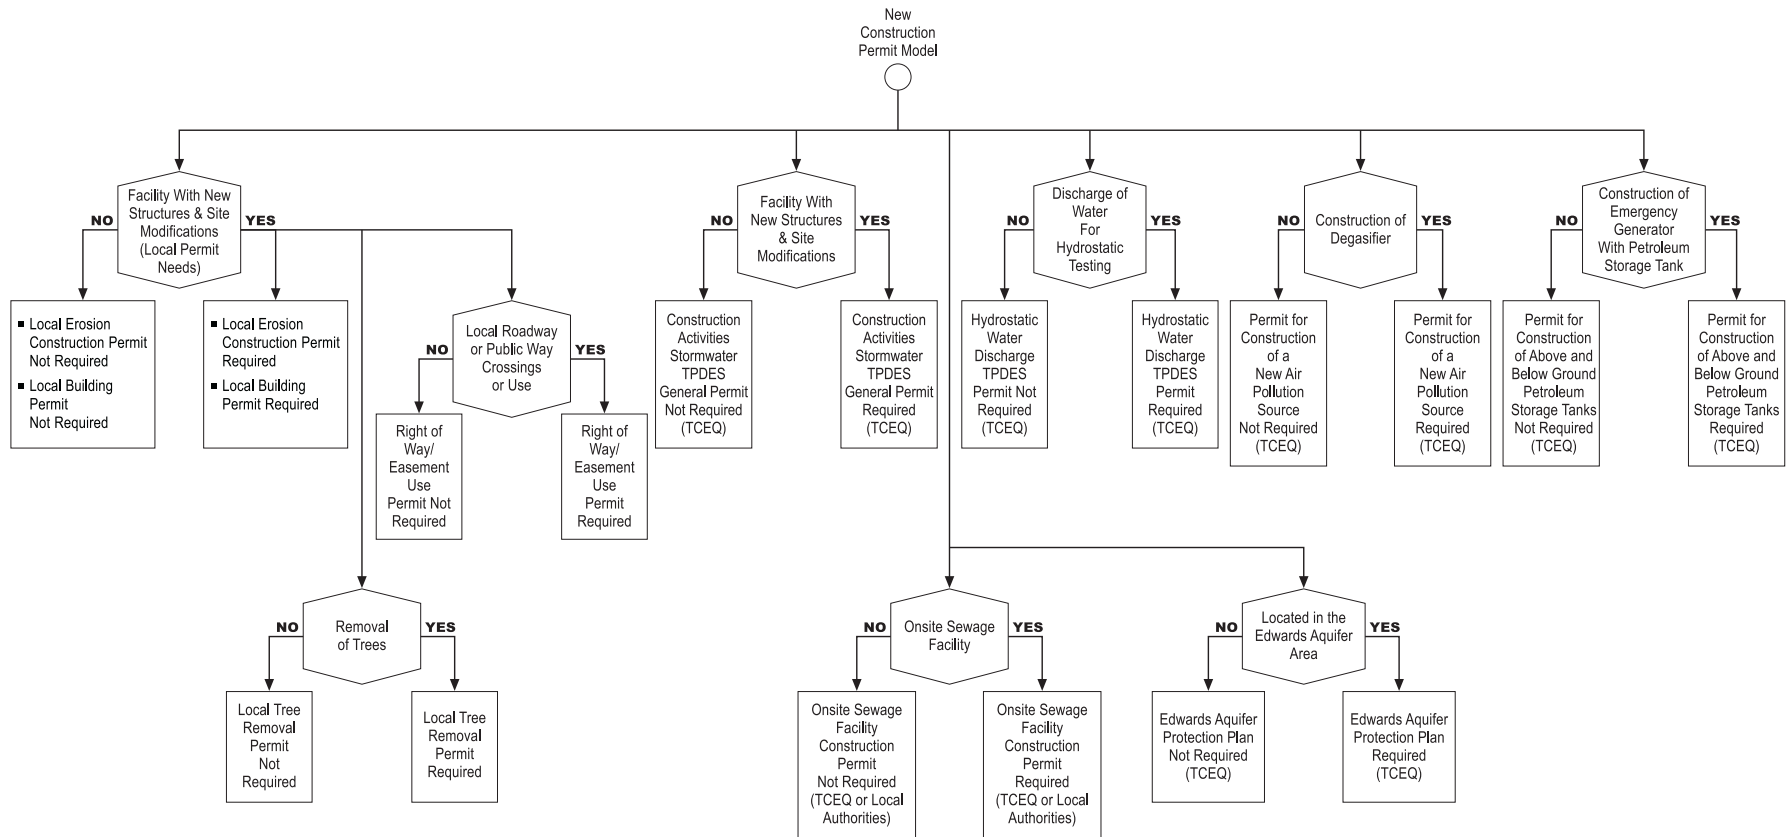 New
Construction
Permit Model
Facility With New
Structures & Site
Modifications
(Local Permit
Needs)
NO
YES
Facility With
New Structures
& Site
Modifications
NO
YES
Discharge of
Water
For
Hydrostatic
Testing
NO
YES
Construction of
Degasifier
NO
YES
Construction of
Emergency
Generator
With Petroleum
Storage Tank
NO
YES
▪ Local Erosion
Construction Permit
Not Required
▪ Local Building
Permit
Not Required
▪ Local Erosion
Construction Permit
Required
▪ Local Building
Permit Required
Local Roadway
or Public Way
Crossings
or Use
NO
YES
Construction
Activities
Stormwater
TPDES
General Permit
Not Required
(TCEQ)
Construction
Activities
Stormwater
TPDES
General Permit
Required
(TCEQ)
Hydrostatic
Water
Discharge
TPDES
Permit Not
Required
(TCEQ)
Hydrostatic
Water
Discharge
TPDES
Permit
Required
(TCEQ)
Permit for
Construction
of a
New Air
Pollution
Source
Not Required
(TCEQ)
Permit for
Construction
of a
New Air
Pollution
Source
Required
(TCEQ)
Permit for
Construction
of Above and
Below Ground
Petroleum
Storage Tanks
Not Required
(TCEQ)
Permit for
Construction
of Above and
Below Ground
Petroleum
Storage Tanks
Required
(TCEQ)
Right of
Way/
Easement
Use
Permit Not
Required
Right of
Way/
Easement
Use
Permit
Required
Removal
of Trees
NO
YES
Onsite Sewage
Facility
NO
YES
Located in the
Edwards Aquifer
Area
NO
YES
Local Tree
Removal
Permit
Not
Required
Local Tree
Removal
Permit
Required
Onsite Sewage
Facility
Construction
Permit
Not Required
(TCEQ or Local
Authorities)
Onsite Sewage
Facility
Construction
Permit
Required
(TCEQ or Local
Authorities)
Edwards Aquifer
Protection Plan
Not Required
(TCEQ)
Edwards Aquifer
Protection Plan
Required
(TCEQ)